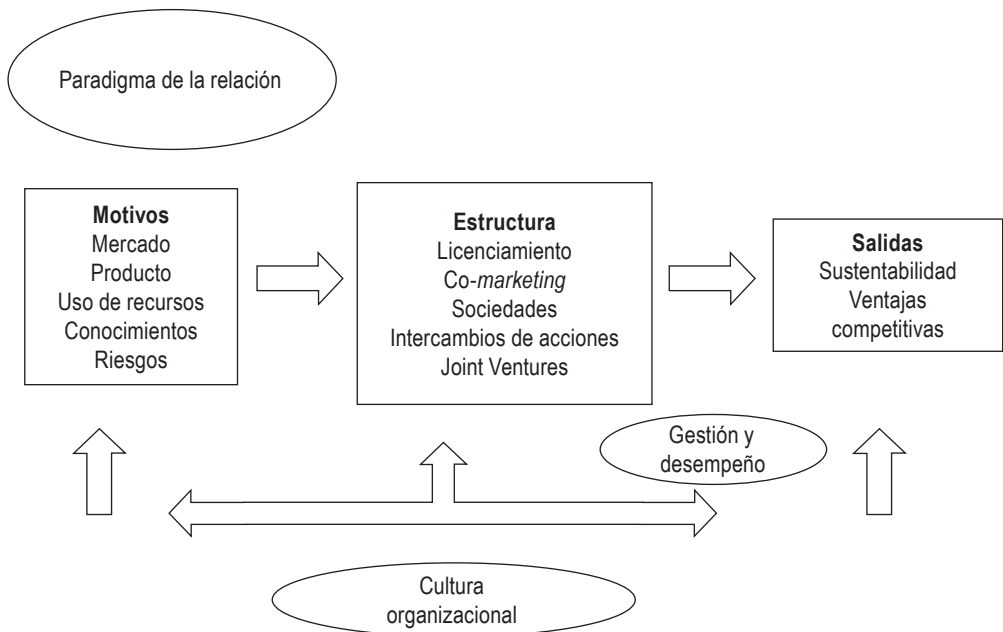 Paradigma de la relación
Motivos
Mercado
Producto
Uso de recursos
Conocimientos
Riesgos
Estructura
Licenciamiento
Co-marketing
Sociedades
Intercambios de acciones
Joint Ventures
Salidas
Sustentabilidad
Ventajas
competitivas
Gestión y
desempeño
Cultura
organizacional